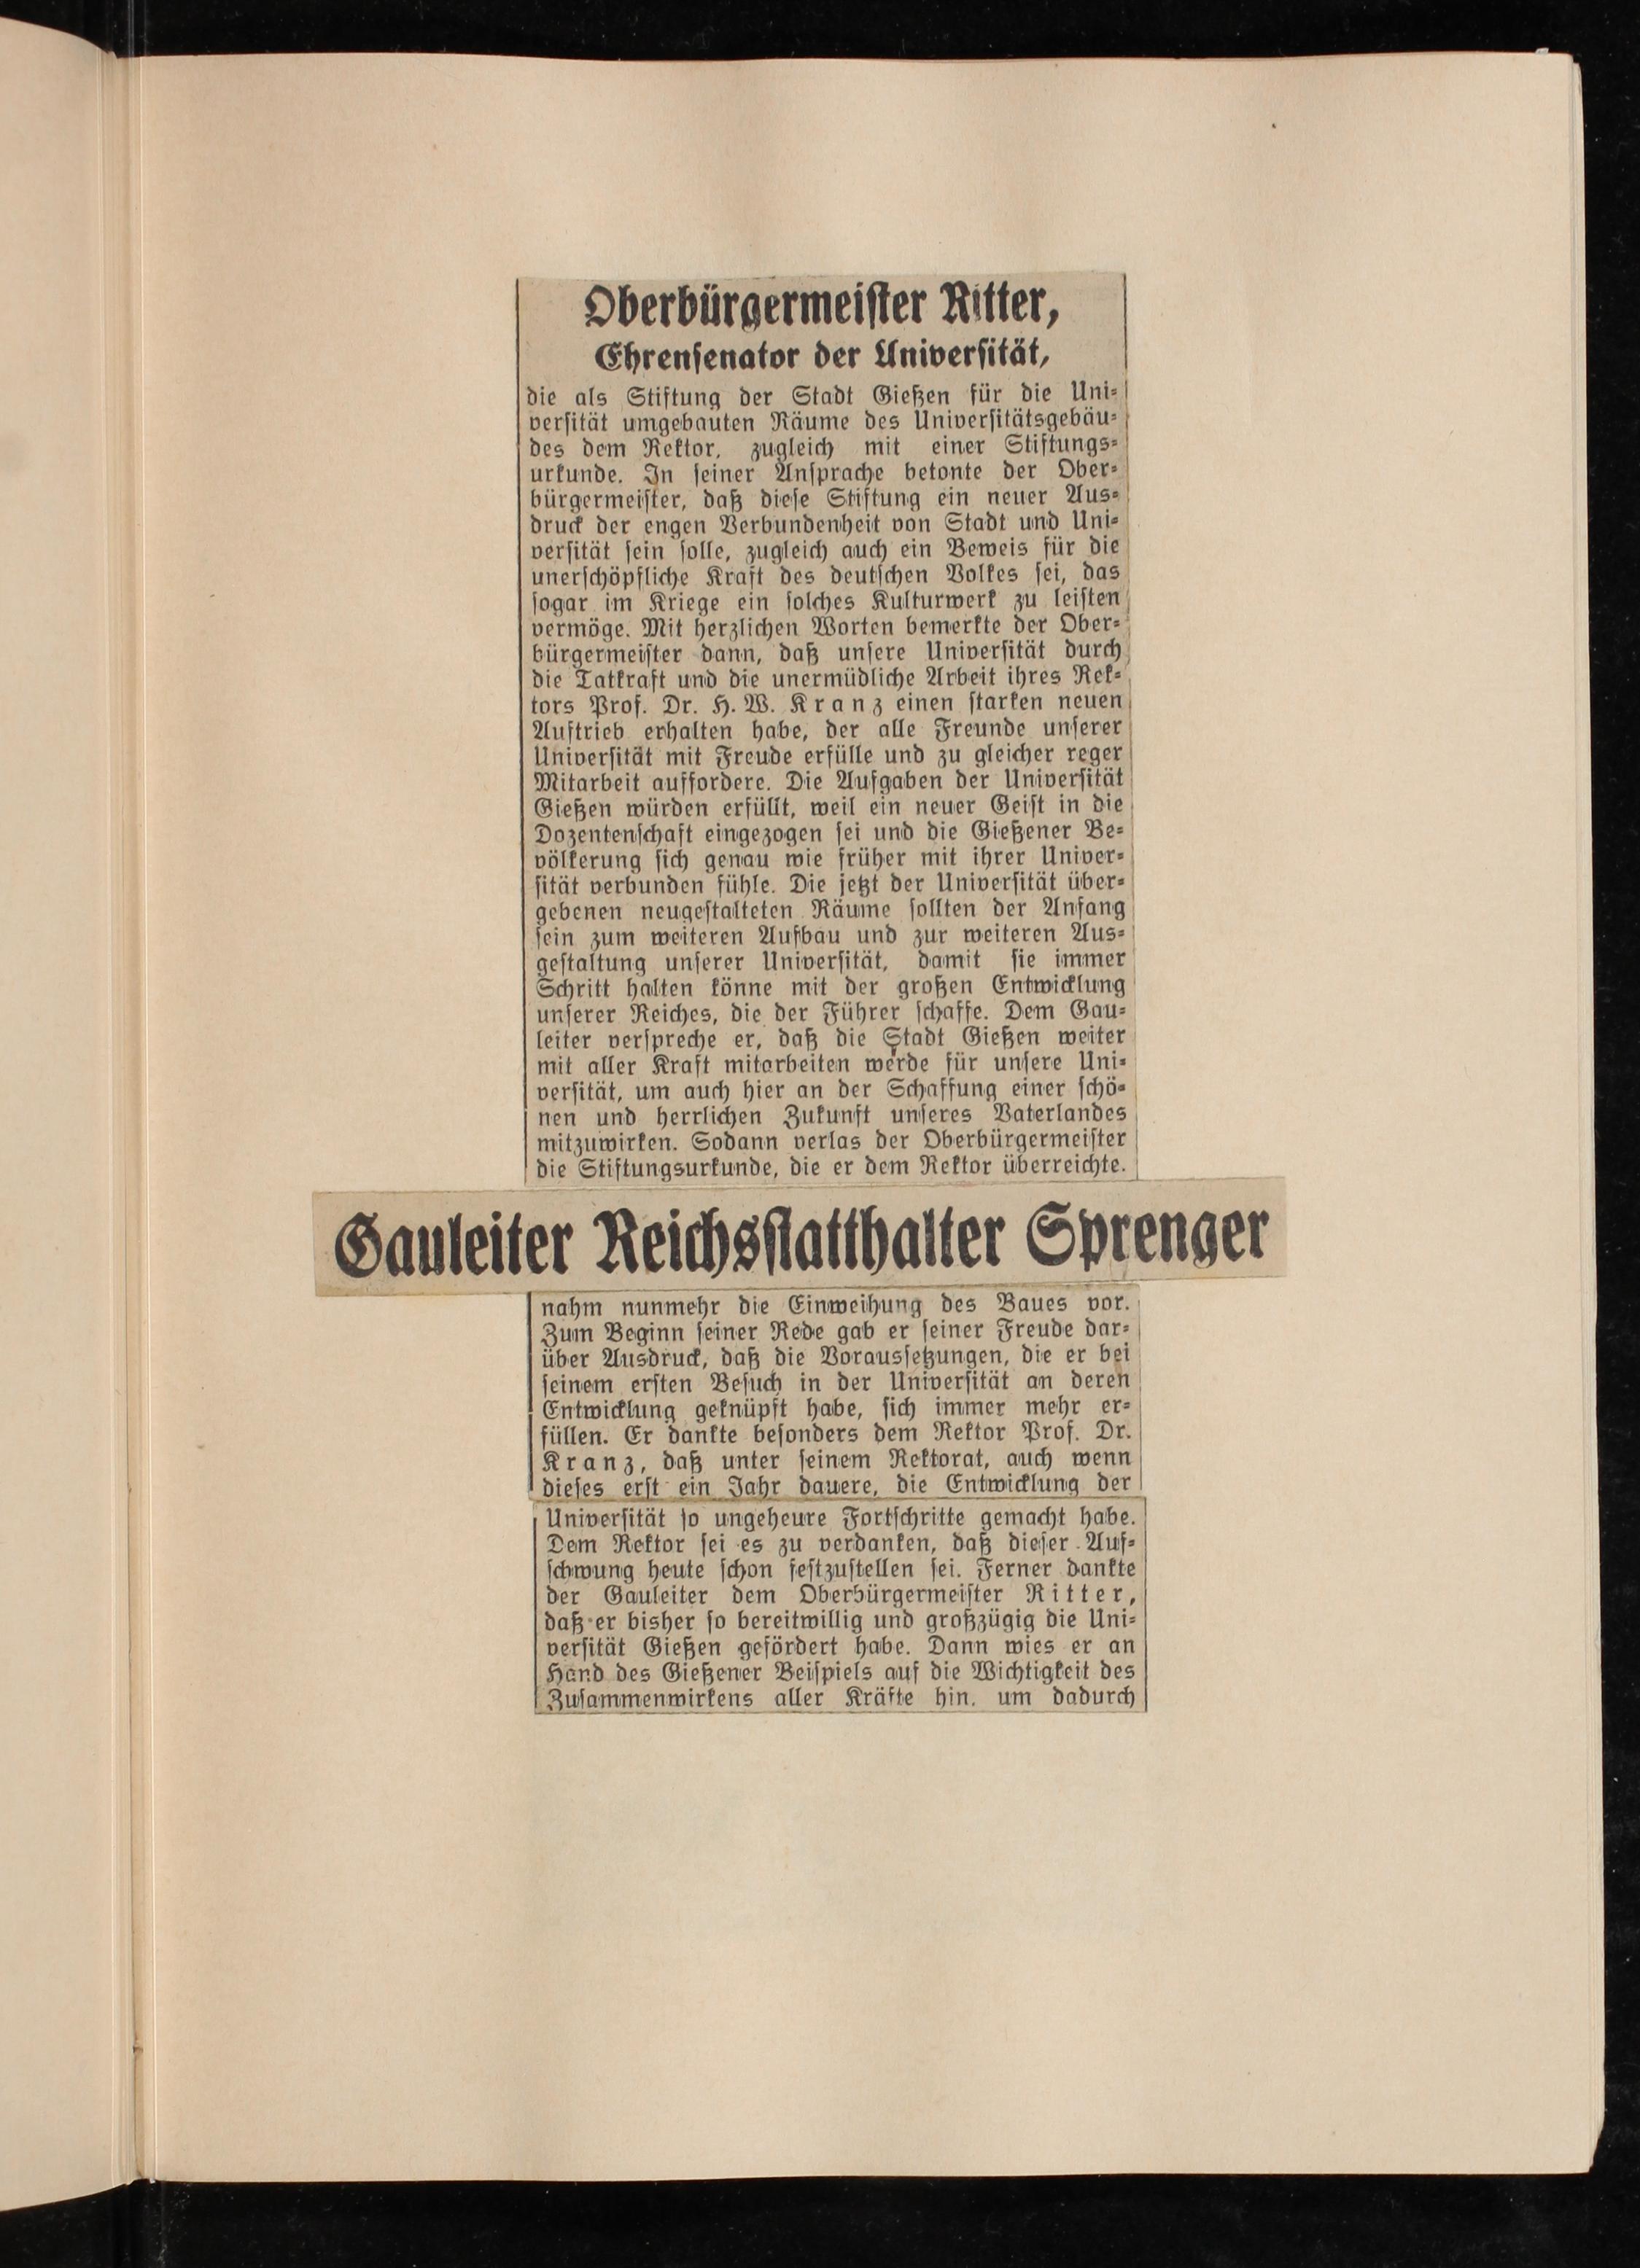 Oberbürgermeister Ritter,
Ehrensenator der Universität,
die als Stiftung der Stadt Gießen für die Uni-
versität umgebauten Räume des Universitätsgebäu-
des dem Rektor, zugleich mit einer Stiftungs-
urkunde. In seiner Ansprache betonte der Ober-
bürgermeister, daß diese Stiftung ein neuer Aus-
druck der engen Verbundenheit von Stadt und Uni-
versität sein solle, zugleich auch ein Beweis für die
unerschöpfliche Kraft des deutschen Volkes sei, das
sogar im Kriege ein solches Kulturwerk zu leisten
vermöge. Mit herzlichen Worten bemerkte der Ober-
bürgermeister dann, daß unsere Universität durch
die Tatkraft und die unermüdliche Arbeit ihres Rek-
tors Prof. Dr. H. W. Kranz einen starken neuen
Auftrieb erhalten habe, der alle Freunde unserer
Universität mit Freude erfülle und zu gleicher reger
Mitarbeit auffordere. Die Aufgaben der Universität
Gießen würden erfüllt, weil ein neuer Geist in die
Dozentenschaft eingezogen sei und die Gießener Be-
völkerung sich genau wie früher mit ihrer Univer-
sität verbunden fühle. Die jetzt der Universität über-
gebenen neugestalteten Räume sollten der Anfang
sein zum weiteren Aufbau und zur weiteren Aus-
gestaltung unserer Universität, damit sie immer
Schritt halten könne mit der großen Entwicklung
unserer Reiches, die der Führer schaffe. Dem Gau-
leiter verspreche er, daß die Stadt Gießen weiter
mit aller Kraft mitarbeiten werde für unsere Uni-
versität, um auch hier an der Schaffung einer schö-
nen und herrlichen Zukunft unseres Vaterlandes
mitzuwirken. Sodann verlas der Oberbürgermeister
die Stiftungsurkunde, die er dem Rektor überreichte.
Gauleiter Reichsstatthalter Sprenger
nahm nunmehr die Einweihung des Baues vor.
Zum Beginn seiner Rede gab er seiner Freude dar-
über Ausdruck, daß die Voraussetzungen, die er bei
seinem ersten Besuch in der Universität an deren
Entwicklung geknüpft habe, sich immer mehr er-
füllen. Er dankte besonders dem Rektor Prof. Dr.
Kranz, daß unter seinem Rektorat, auch wenn
dieses erst ein Jahr dauere, die Entwicklung der
Universität so ungeheure Fortschritte gemacht habe.
Dem Rektor sei es zu verdanken, daß dieser Auf-
schwung heute schon festzustellen sei. Ferner dankte
der Gauleiter dem Oberbürgermeister Ritter,
daß er bisher so bereitwillig und großzügig die Uni-
versität Gießen gefördert habe. Dann wies er an
Hand des Gießener Beispiels auf die Wichtigkeit des
Zusammenwirkens aller Kräfte hin, um dadurch